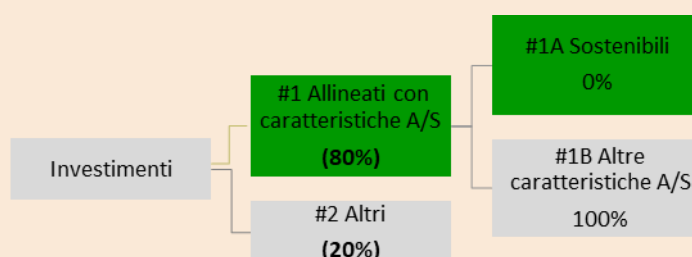 Investimenti
#1 Allineati con
caratteristiche A/S
(80%)
#2 Altri
(20%)
#1A Sostenibili
0%
#1B Altre
caratteristiche A/S
100%